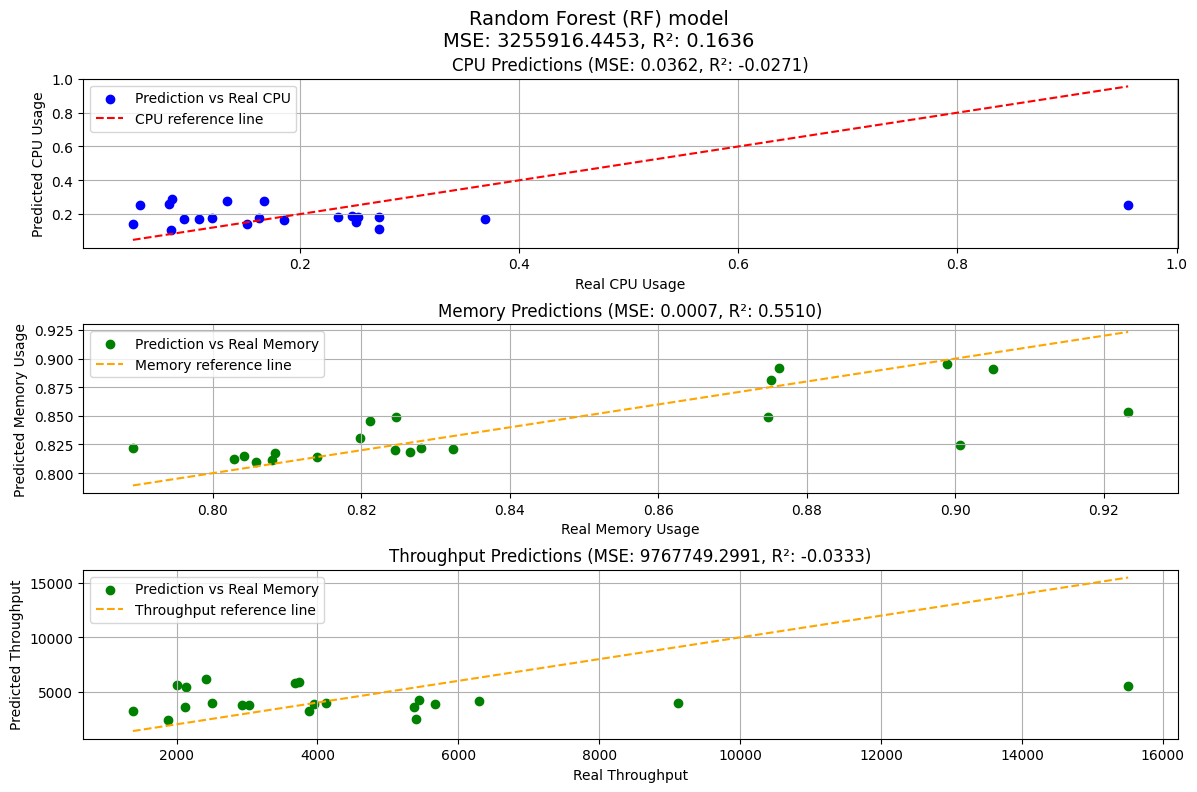 Random Forest (RF) model
MSE: 3255916.4453, R²: 0.1636
CPU Predictions (MSE: 0.0362, R²: -0.0271)
1.0
0.8
0.6
0.4
0.2
Predicted CPU Usage
Prediction vs Real CPU
CPU reference line
0.2 0.4 0.6 0.8 1.0
Real CPU Usage
Memory Predictions (MSE: 0.0007, R²: 0.5510)
0.925
0.900
0.875
0.850
0.825
0.800
Predicted Memory Usage
Prediction vs Real Memory
Memory reference line
0.80 0.82 0.84 0.86 0.88 0.90 0.92
Real Memory Usage
Throughput Predictions (MSE: 9767749.2991, R²: -0.0333)
15000
10000
5000
Predicted Throughput
Prediction vs Real Memory
Throughput reference line
2000 4000 6000 8000 10000 12000 14000 16000
Real Throughput